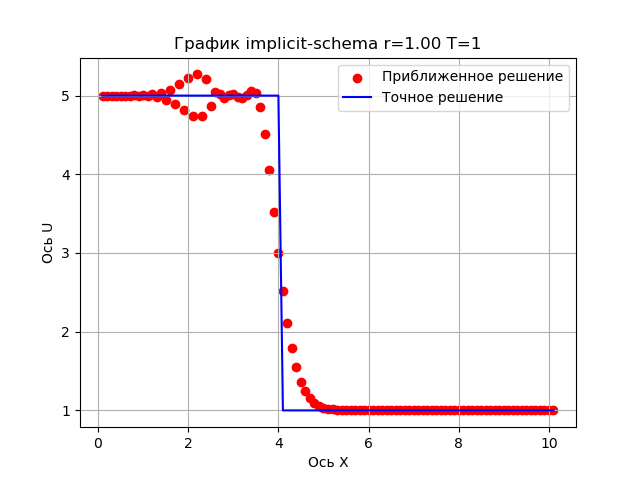 График implicit-schema r=1.00 T=1
Приближенное решение
Точное решение
Ось U
5
4
3
2
1
0 2 4 6 8 10
Ось X